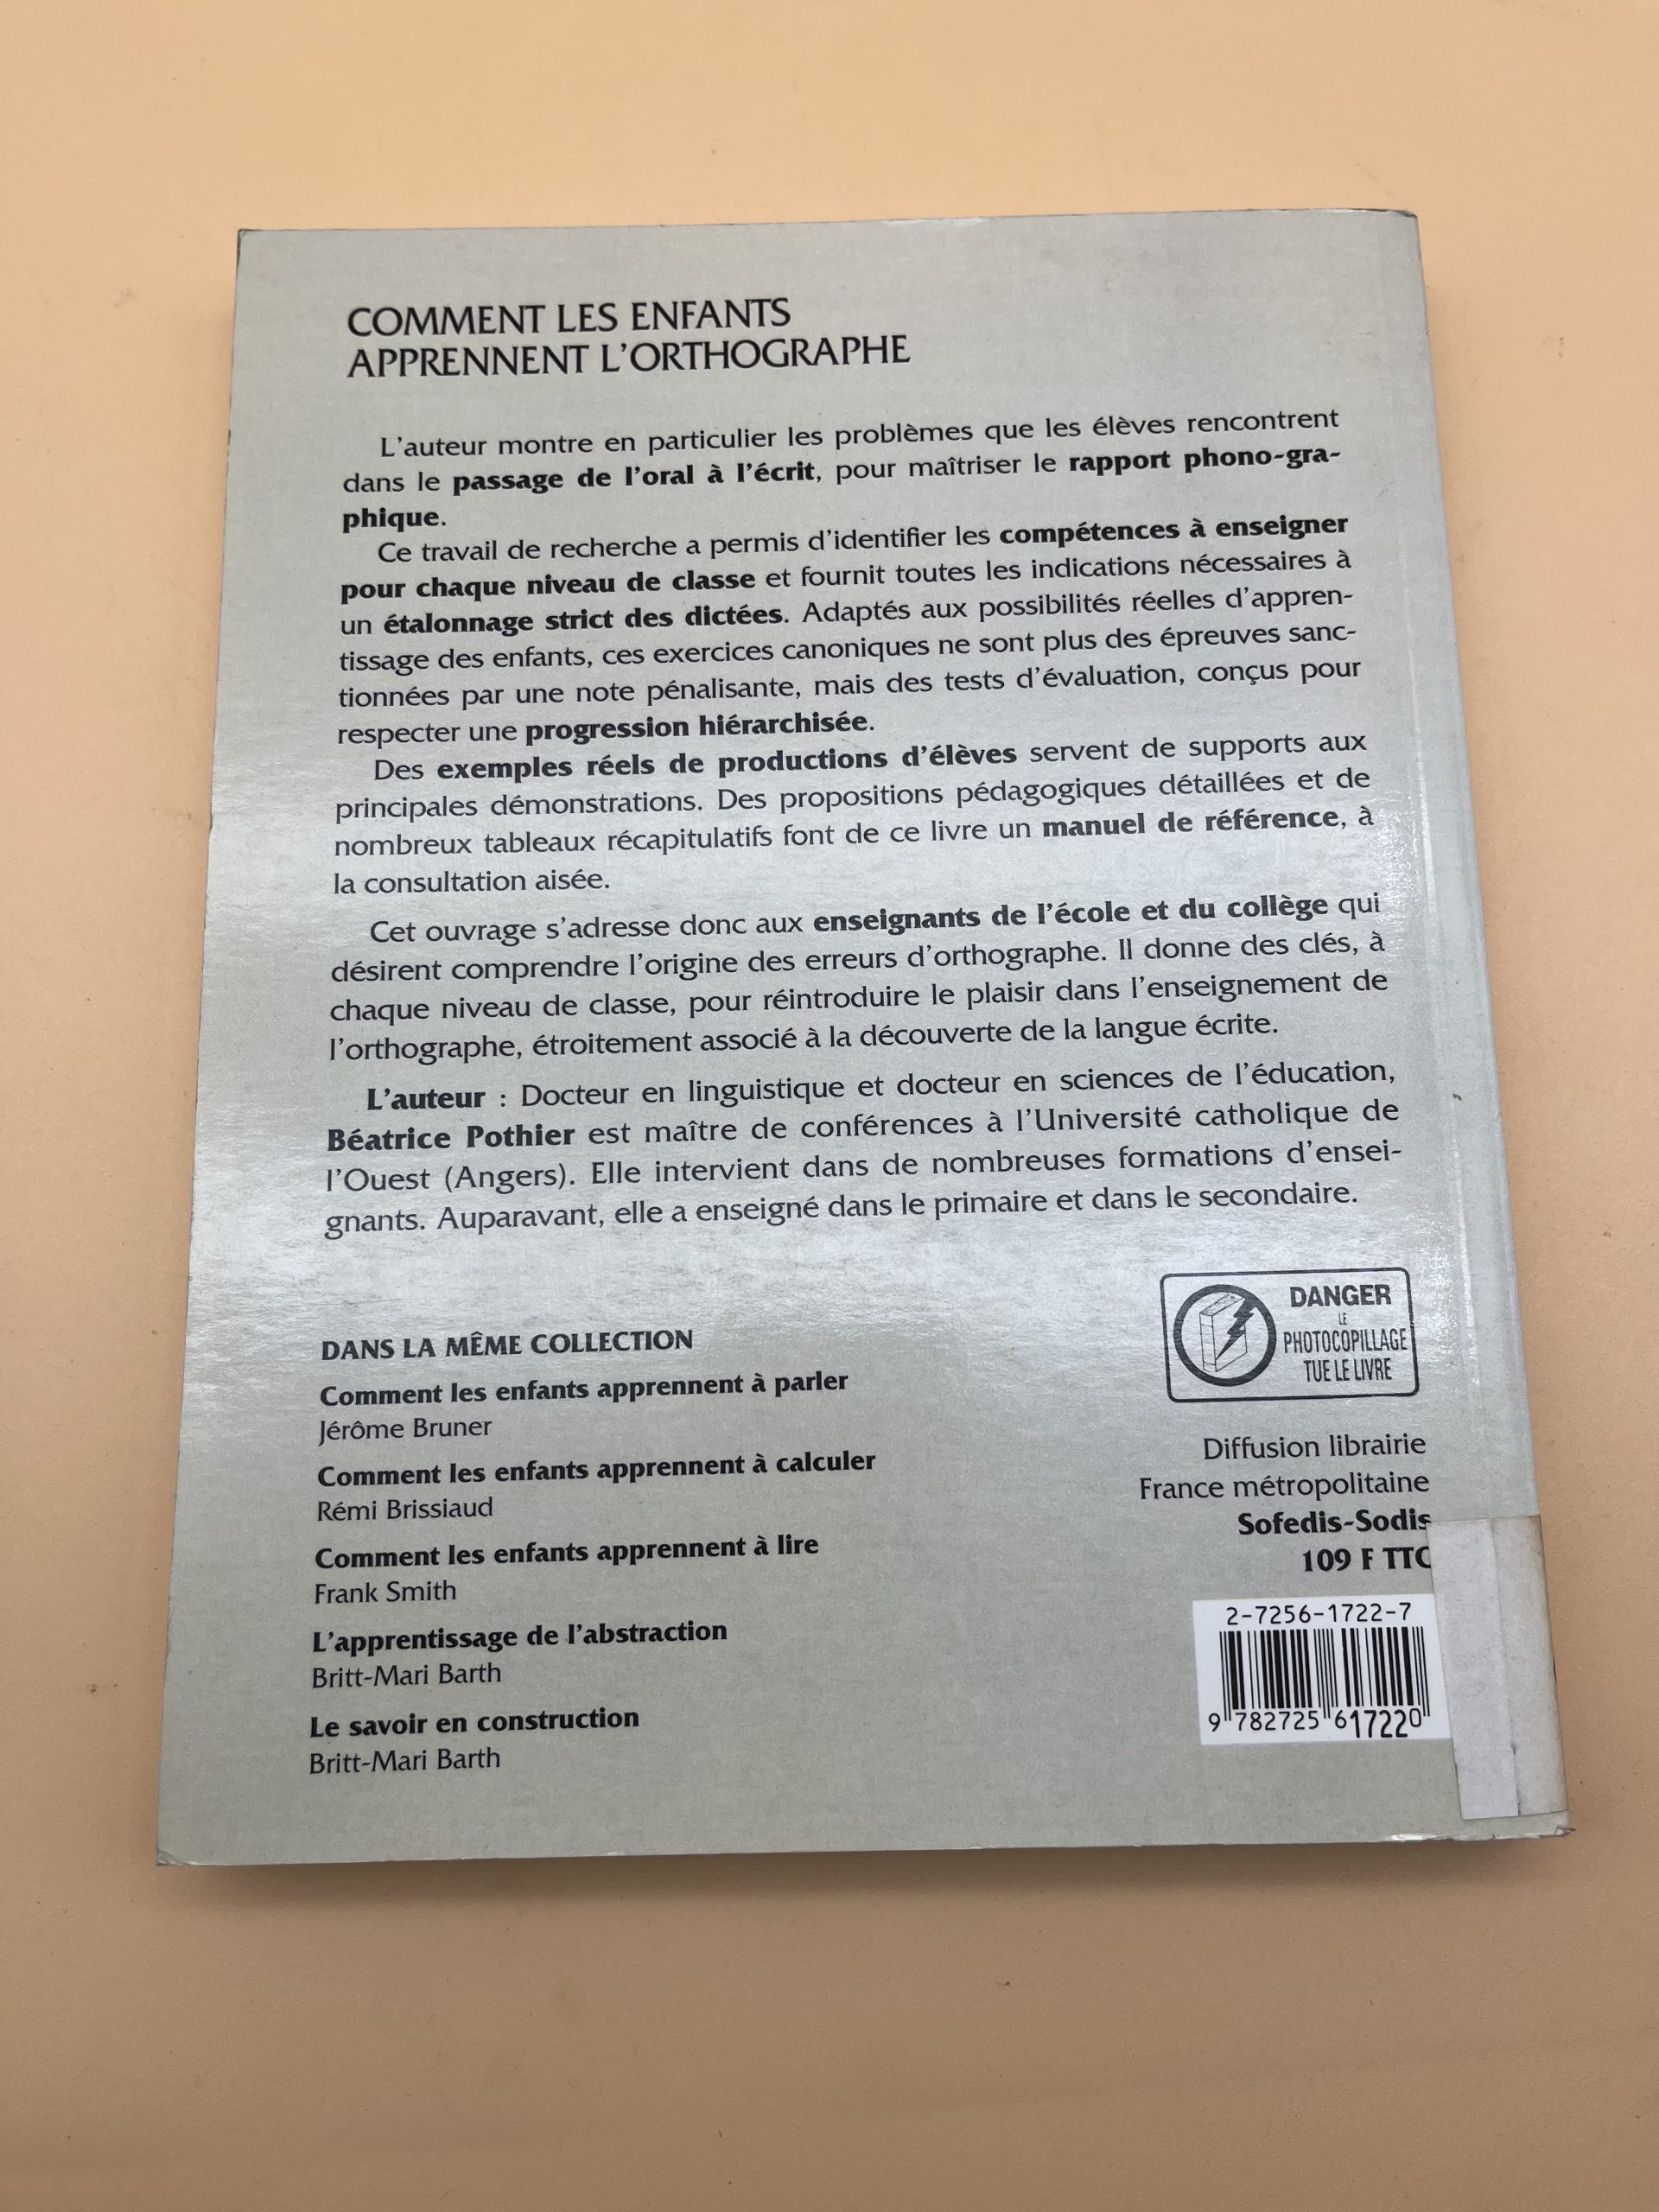 COMMENT LES ENFANTS
APPRENNENT L'ORTHOGRAPHE
L'auteur montre en particulier les problèmes que les élèves rencontrent
dans le passage de l'oral à l'écrit, pour maîtriser le rapport phono-gra-
phique.
Ce travail de recherche a permis d'identifier les compétences à enseigner
pour chaque niveau de classe et fournit toutes les indications nécessaires à
un étalonnage strict des dictées. Adaptés aux possibilités réelles d'appren-
tissage des enfants, ces exercices canoniques ne sont plus des épreuves sanc-
tionnées par une note pénalisante, mais des tests d'évaluation, conçus pour
respecter une progression hiérarchisée.
Des exemples réels de productions d'élèves servent de supports aux
principales démonstrations. Des propositions pédagogiques détaillées et de
nombreux tableaux récapitulatifs font de ce livre un manuel de référence, à
la consultation aisée.
Cet ouvrage s'adresse donc aux enseignants de l'école et du collège qui
désirent comprendre l'origine des erreurs d'orthographe. Il donne des clés, à
chaque niveau de classe, pour réintroduire le plaisir dans l'enseignement de
l'orthographe, étroitement associé à la découverte de la langue écrite.
L'auteur : Docteur en linguistique et docteur en sciences de l'éducation,
Béatrice Pothier est maître de conférences à l'Université catholique de
l'Ouest (Angers). Elle intervient dans de nombreuses formations d'ensei-
gnants. Auparavant, elle a enseigné dans le primaire et dans le secondaire.
DANS LA MÊME COLLECTION
Comment les enfants apprennent à parler
Jérôme Bruner
Comment les enfants apprennent à calculer
Rémi Brissiaud
Comment les enfants apprennent à lire
Frank Smith
L'apprentissage de l'abstraction
Britt-Mari Barth
Le savoir en construction
Britt-Mari Barth
DANGER
LE
PHOTOCOPILLAGE
TUE LE LIVRE
Diffusion librairie
France métropolitaine
Sofedis-Sodis
109 F TTC
2-7256-1722-7
9 782725 617220